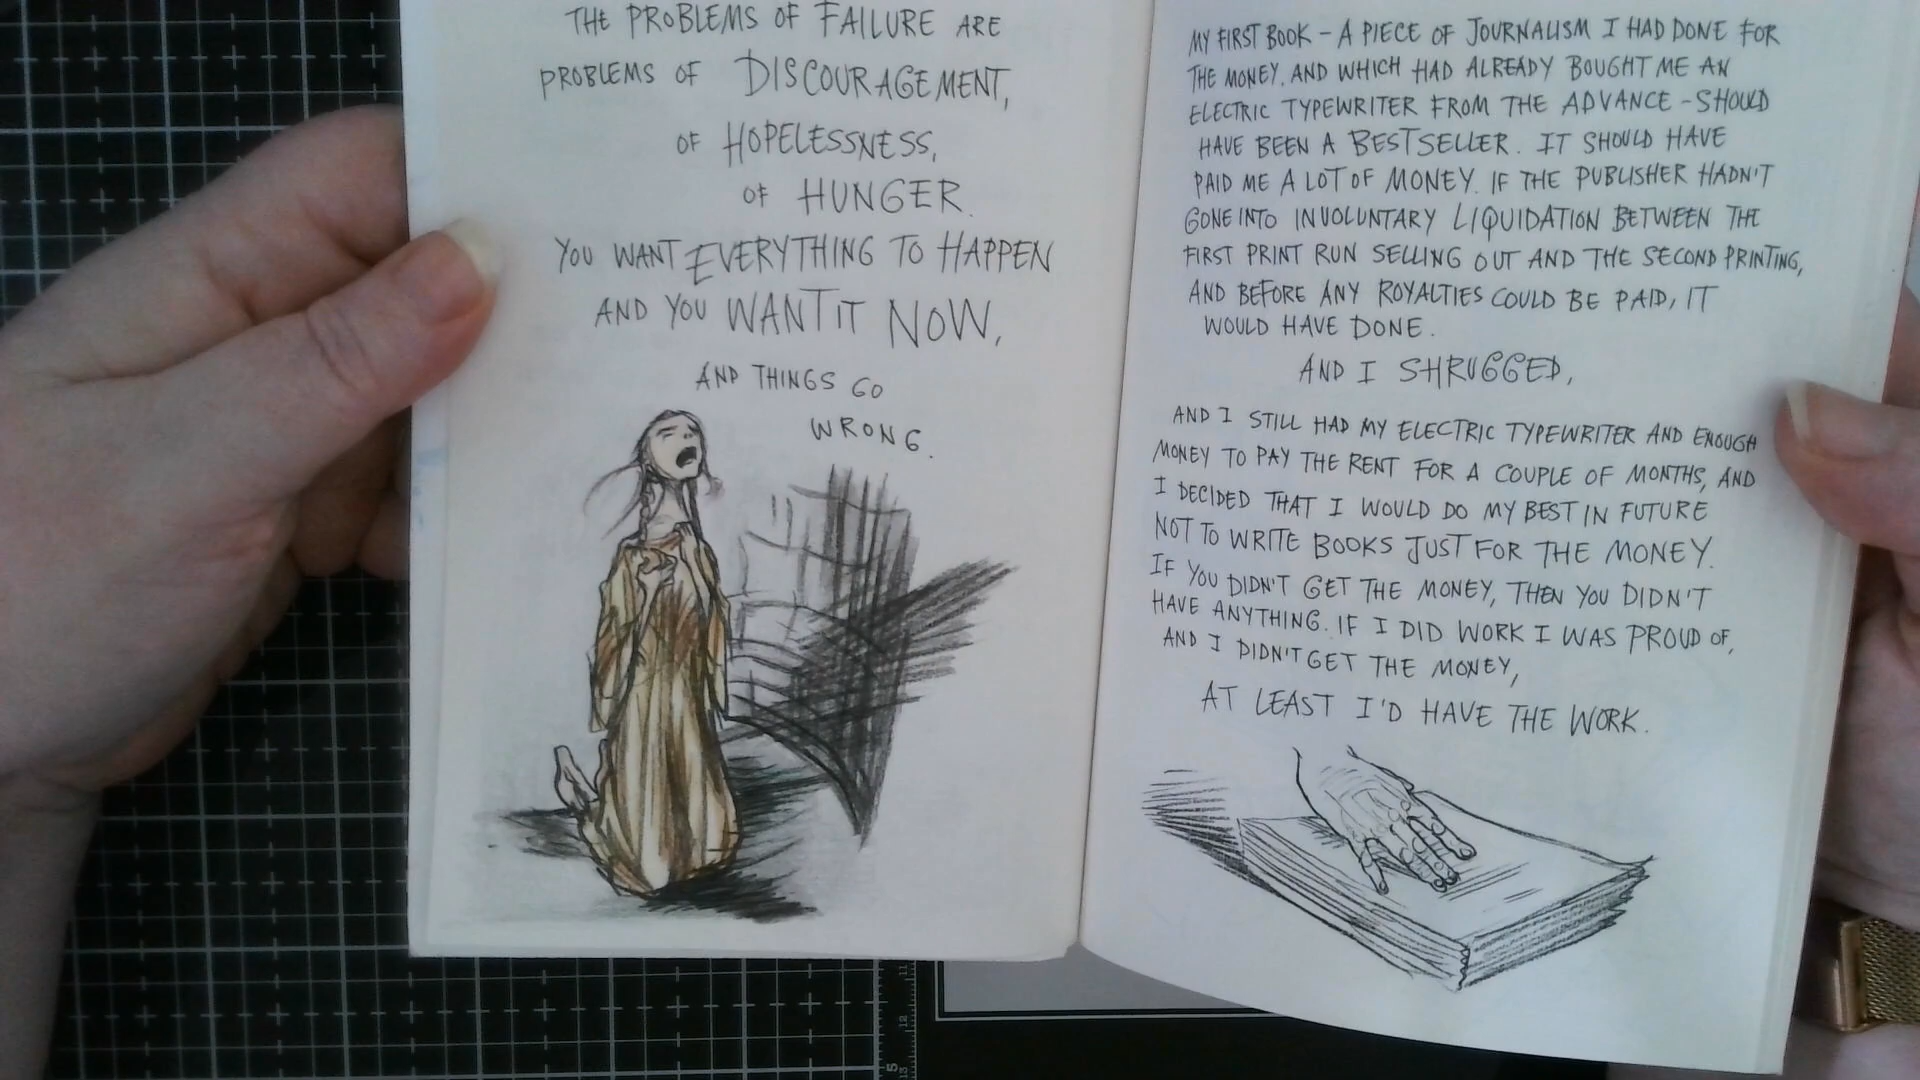 THE PROBLEMS OF FAILURE ARE
PROBLEMS OF DISCOURAGEMENT,
OF HOPELESSNESS,
OF HUNGER.
YOU WANT EVERYTHING TO HAPPEN
AND YOU WANT IT NOW,
AND THINGS GO
WRONG.
MY FIRST BOOK – A PIECE OF JOURNALISM I HAD DONE FOR
THE MONEY. AND WHICH HAD ALREADY BOUGHT ME AN
ELECTRIC TYPEWRITER FROM THE ADVANCE – SHOULD
HAVE BEEN A BESTSELLER. IT SHOULD HAVE
PAID ME A LOT OF MONEY. IF THE PUBLISHER HADN'T
GONE INTO INVOLUNTARY LIQUIDATION BETWEEN THE
FIRST PRINT RUN SELLING OUT AND THE SECOND PRINTING,
AND BEFORE ANY ROYALTIES COULD BE PAID, IT
WOULD HAVE DONE.
AND I SHRUGGED,
AND I STILL HAD MY ELECTRIC TYPEWRITER AND ENOUGH
MONEY TO PAY THE RENT FOR A COUPLE OF MONTHS, AND
I DECIDED THAT I WOULD DO MY BEST IN FUTURE
NOT TO WRITE BOOKS JUST FOR THE MONEY.
IF YOU DIDN'T GET THE MONEY, THEN YOU DIDN'T
HAVE ANYTHING. IF I DID WORK I WAS PROUD OF,
AND I DIDN'T GET THE MONEY,
AT LEAST I'D HAVE THE WORK.
12
5
13